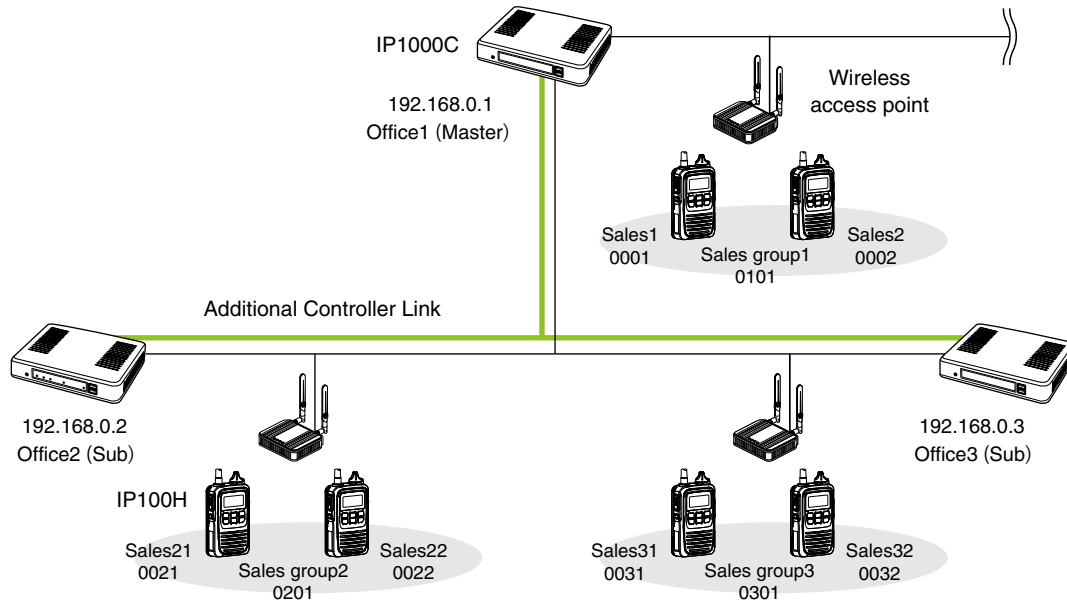 IP1000C
192.168.0.1
Office1 (Master)
Wireless
access point
Sales1
0001
Sales group1
0101
Sales2
0002
Additional Controller Link
192.168.0.2
Office2 (Sub)
192.168.0.3
Office3 (Sub)
IP100H
Sales21
0021
Sales group2
0201
Sales22
0022
Sales31
0031
Sales group3
0301
Sales32
0032